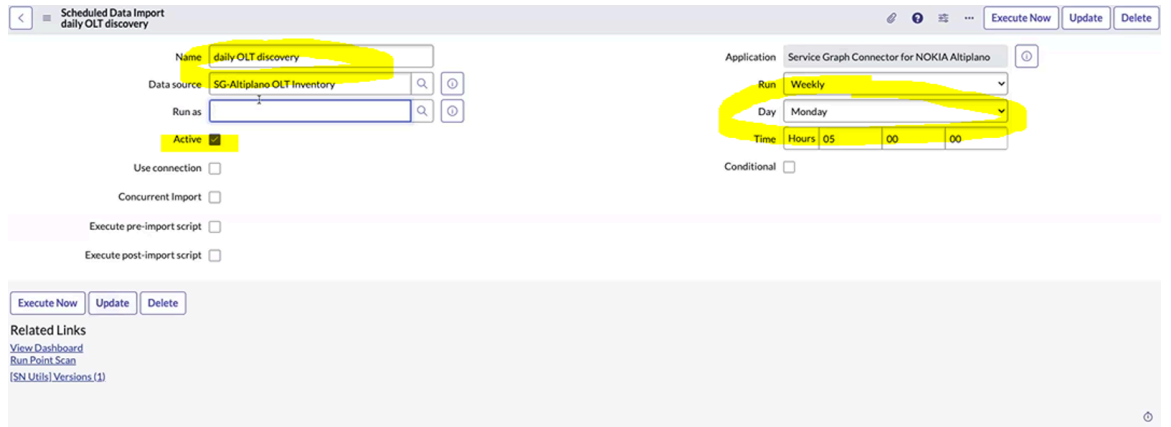 Scheduled Data Import
daily OLT discovery
Execute Now
Update
Delete
Name
daily OLT discovery
Data source
SG-Altiplano OLT Inventory
Run as
Active
Use connection
Concurrent Import
Execute pre-import script
Execute post-import script
Application
Service Graph Connector for NOKIA Altiplano
Run
Weekly
Day
Monday
Time
Hours 05 00 00
Conditional
Execute Now
Update
Delete
Related Links
View Dashboard
Run Point Scan
[SN Utils] Versions (1)